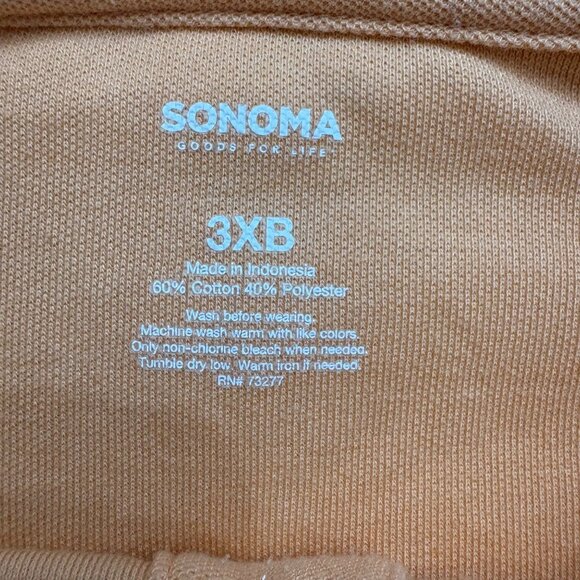 SONOMA
GOODS FOR LIFE
3XB
Made in Indonesia
60% Cotton 40% Polyester
Wash before wearing.
Machine wash warm with like colors.
Only non-chlorine bleach when needed.
Tumble dry low. Warm iron if needed.
RN# 73277